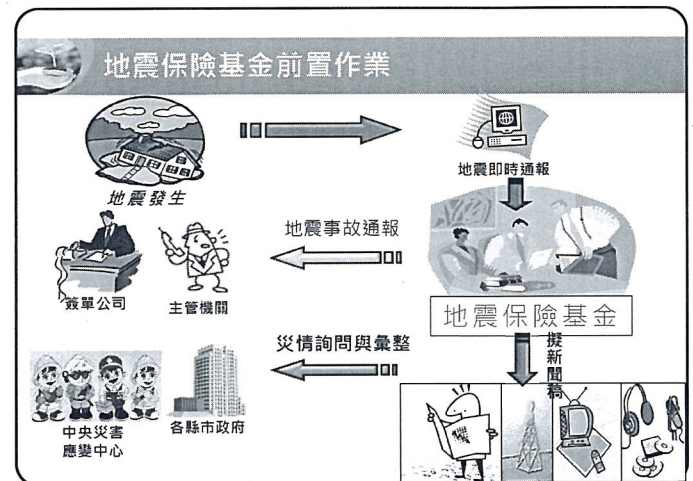 地震保險基金前置作業
地震發生
地震即時通報
地震事故通報
簽單公司
主管機關
地震保險基金
擬新聞稿
災情詢問與彙整
中央災害
應變中心
各縣市政府